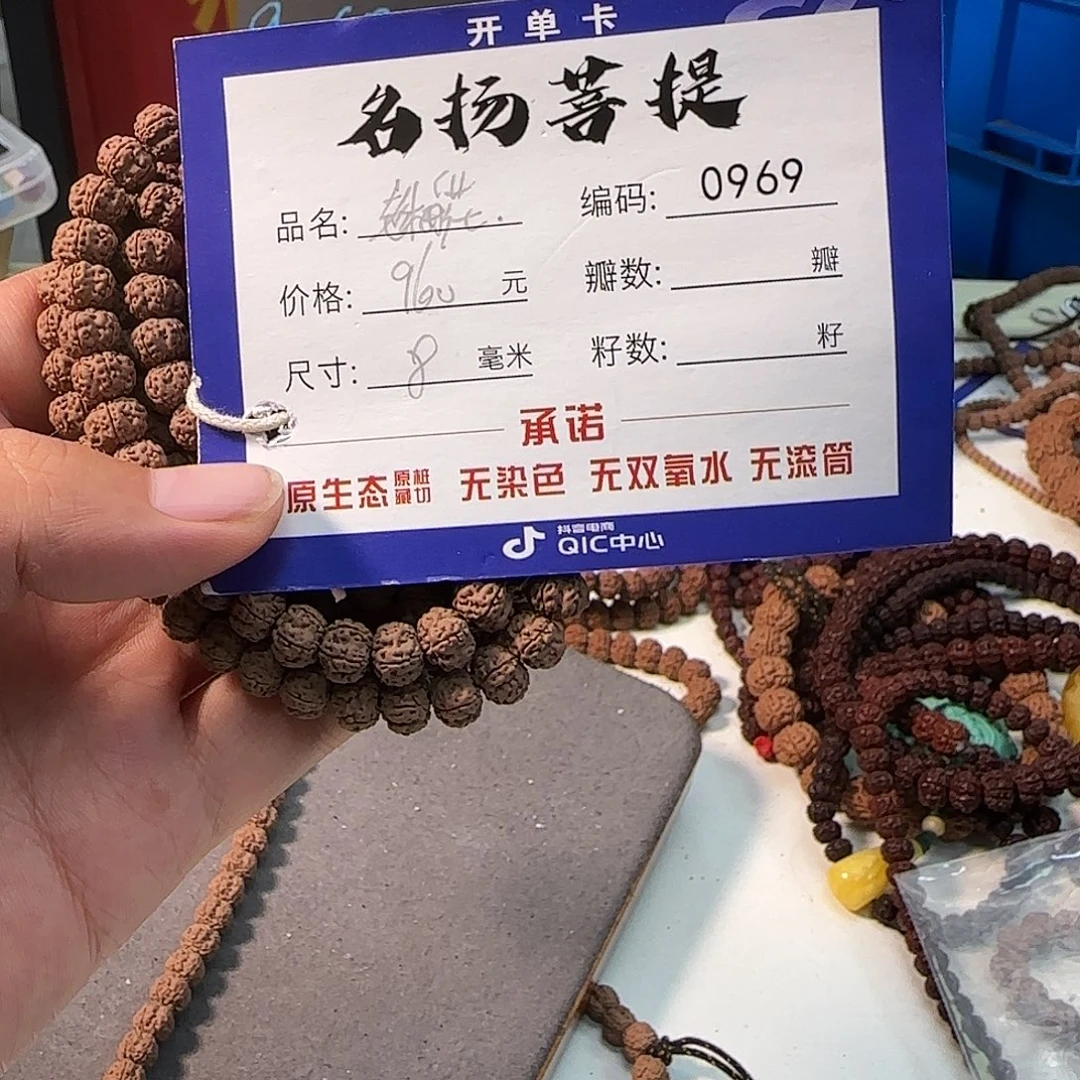 开单卡
名扬菩提
品名:
编码: 0969
价格: 9600 元
瓣数: 瓣
尺寸: 8 毫米
籽数: 籽
承诺
原生态 原桩藏切 无染色 无双氧水 无滚筒
抖音电商
QIC中心